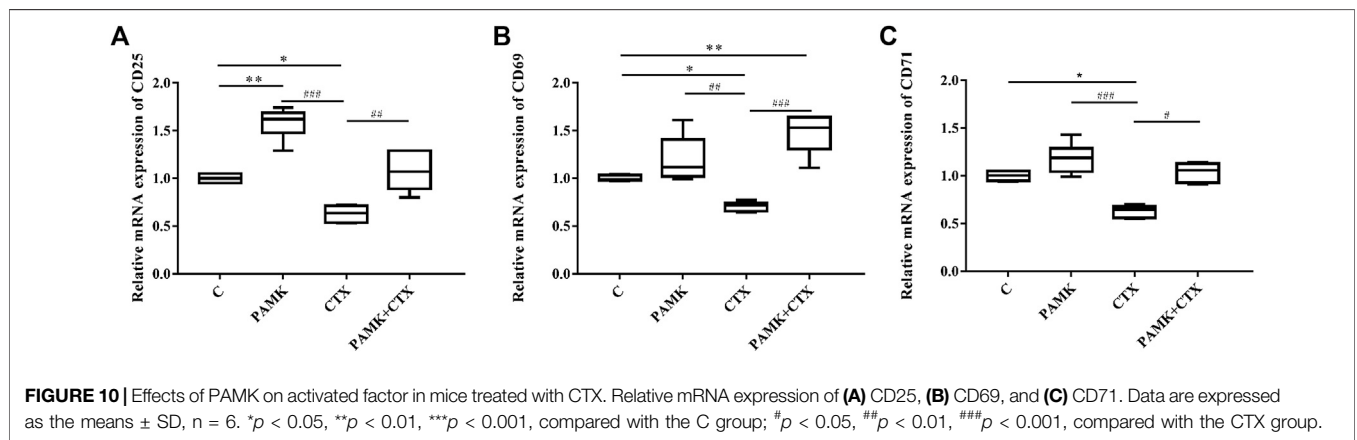 A
Relative mRNA expression of CD25
2.0
1.5
1.0
0.5
0.0
*
**
###
##
C
PAMK
CTX
PAMK+CTX
B
Relative mRNA expression of CD69
2.0
1.5
1.0
0.5
0.0
**
*
##
###
C
PAMK
CTX
PAMK+CTX
C
Relative mRNA expression of CD71
2.0
1.5
1.0
0.5
0.0
*
###
#
C
PAMK
CTX
PAMK+CTX
FIGURE 10 | Effects of PAMK on activated factor in mice treated with CTX. Relative mRNA expression of (A) CD25, (B) CD69, and (C) CD71. Data are expressed
as the means ± SD, n = 6. *p < 0.05, **p < 0.01, ***p < 0.001, compared with the C group; #p < 0.05, ##p < 0.01, ###p < 0.001, compared with the CTX group.